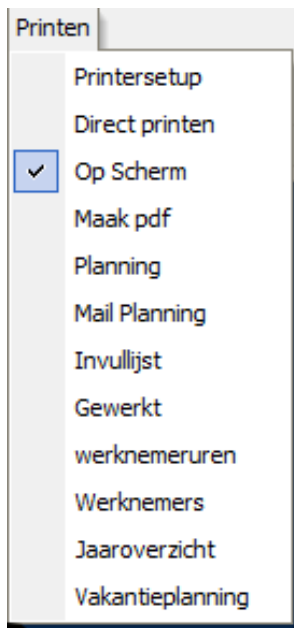 Printen
Printersetup
Direct printen
Op Scherm
Maak pdf
Planning
Mail Planning
Invullijst
Gewerkt
werknemeruren
Werknemers
Jaaroverzicht
Vakantieplanning